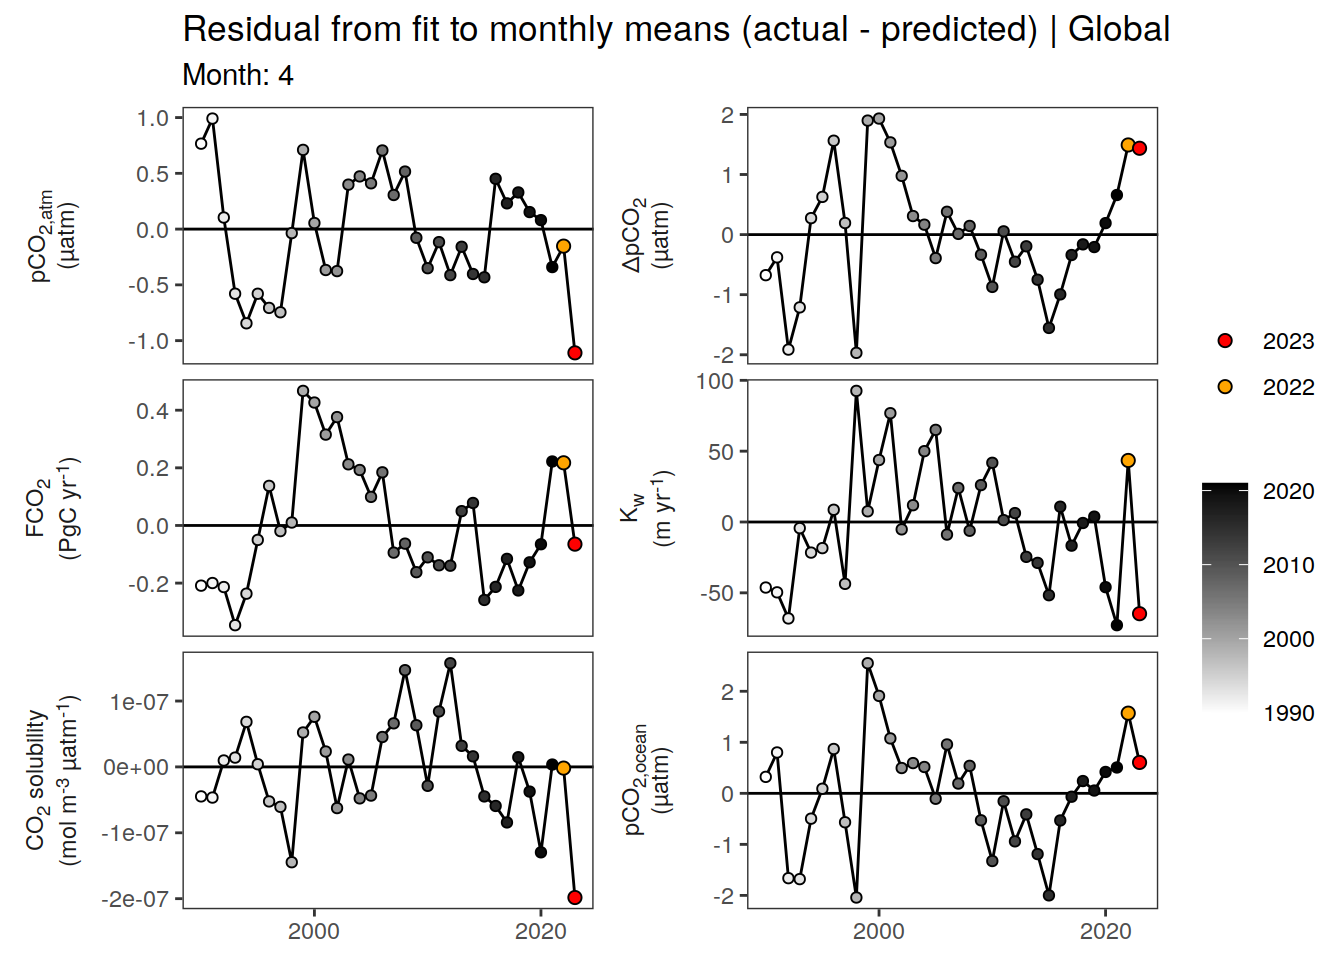 Residual from fit to monthly means (actual - predicted) | Global
Month: 4
pCO2,atm
(µatm)
1.0
0.5
0.0
-0.5
-1.0
ΔpCO2
(µatm)
2
1
0
-1
-2
FCO2
(PgC yr-1)
0.4
0.2
0.0
-0.2
Kw
(m yr-1)
100
50
0
-50
CO2 solubility
(mol m-3 µatm-1)
1e-07
0e+00
-1e-07
-2e-07
2000
2020
pCO2,ocean
(µatm)
2
1
0
-1
-2
2000
2020
2023
2022
2020
2010
2000
1990